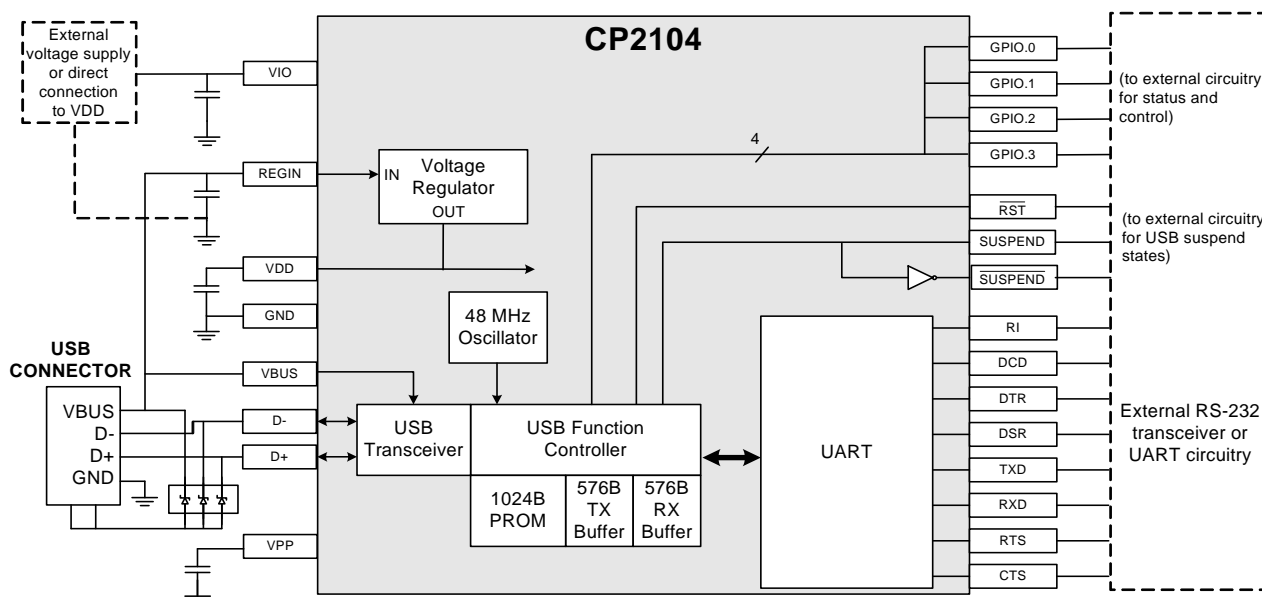 CP2104
External
voltage supply
or direct
connection
to VDD
VIO
REGIN
VDD
GND
VBUS
D-
D+
VPP
USB
CONNECTOR
VBUS
D-
D+
GND
IN
Voltage
Regulator
OUT
48 MHz
Oscillator
USB
Transceiver
USB Function
Controller
1024B
PROM
576B
TX
Buffer
576B
RX
Buffer
UART
4
GPIO.0
GPIO.1
GPIO.2
GPIO.3
RST
SUSPEND
SUSPEND
RI
DCD
DTR
DSR
TXD
RXD
RTS
CTS
(to external circuitry
for status and
control)
(to external circuitry
for USB suspend
states)
External RS-232
transceiver or
UART circuitry